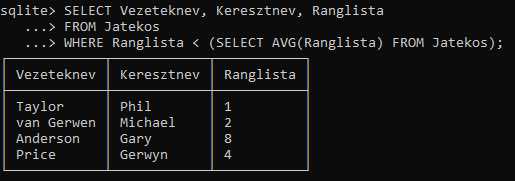 sqlite> SELECT Vezeteknev, Keresztnev, Ranglista
...> FROM Jatekos
...> WHERE Ranglista < (SELECT AVG(Ranglista) FROM Jatekos);
Vezeteknev Keresztnev Ranglista
Taylor Phil 1
van Gerwen Michael 2
Anderson Gary 8
Price Gerwyn 4